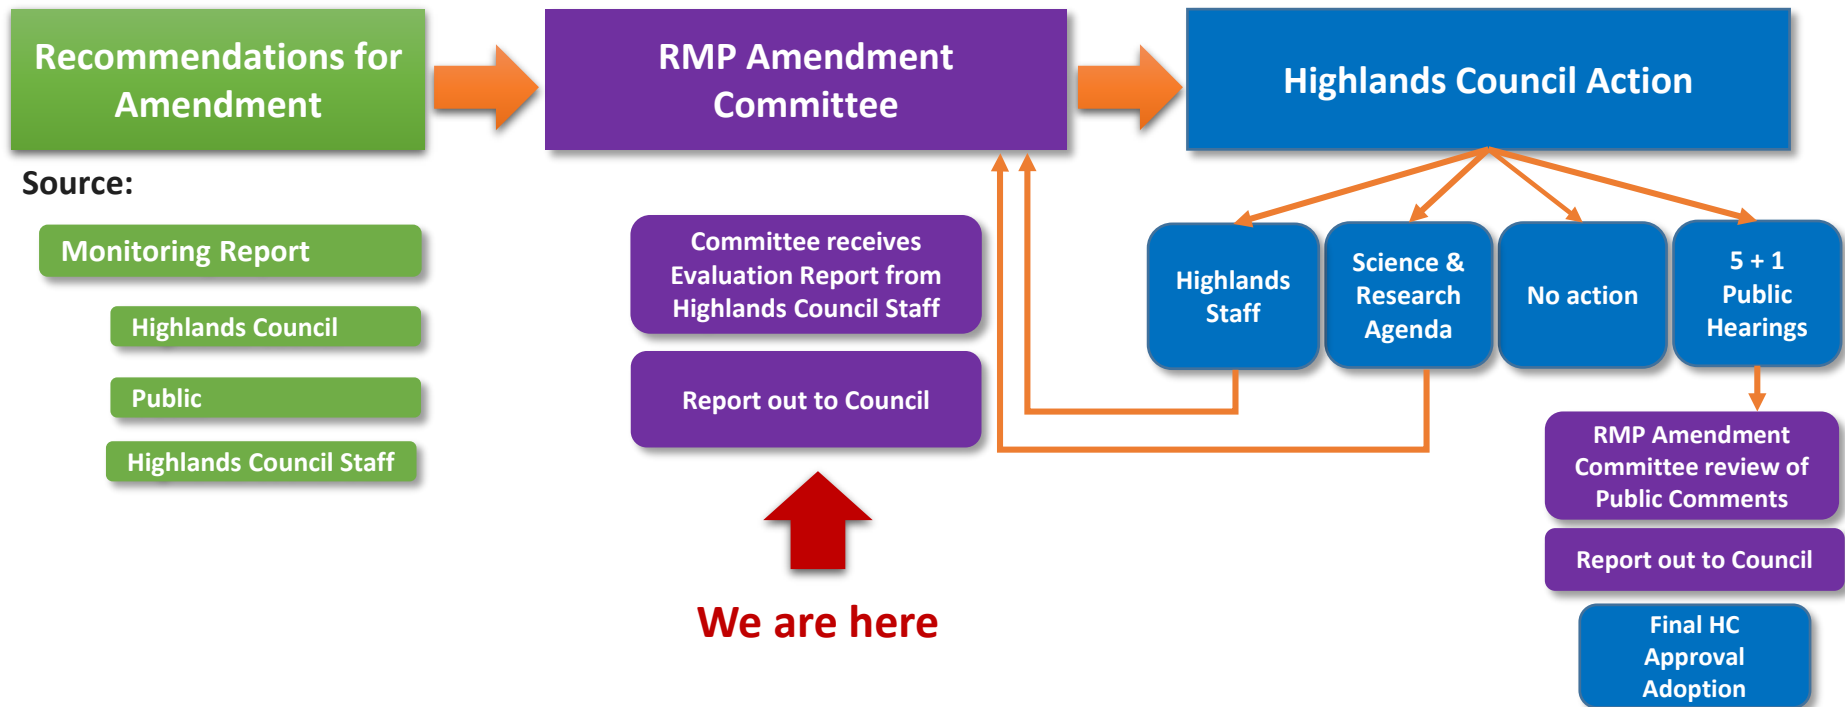 Recommendations for
Amendment
RMP Amendment
Committee
Highlands Council Action
Source:
Monitoring Report
Highlands Council
Public
Highlands Council Staff
Committee receives
Evaluation Report from
Highlands Council Staff
Report out to Council
We are here
Highlands
Staff
Science &
Research
Agenda
No action
5 + 1
Public
Hearings
RMP Amendment
Committee review of
Public Comments
Report out to Council
Final HC
Approval
Adoption